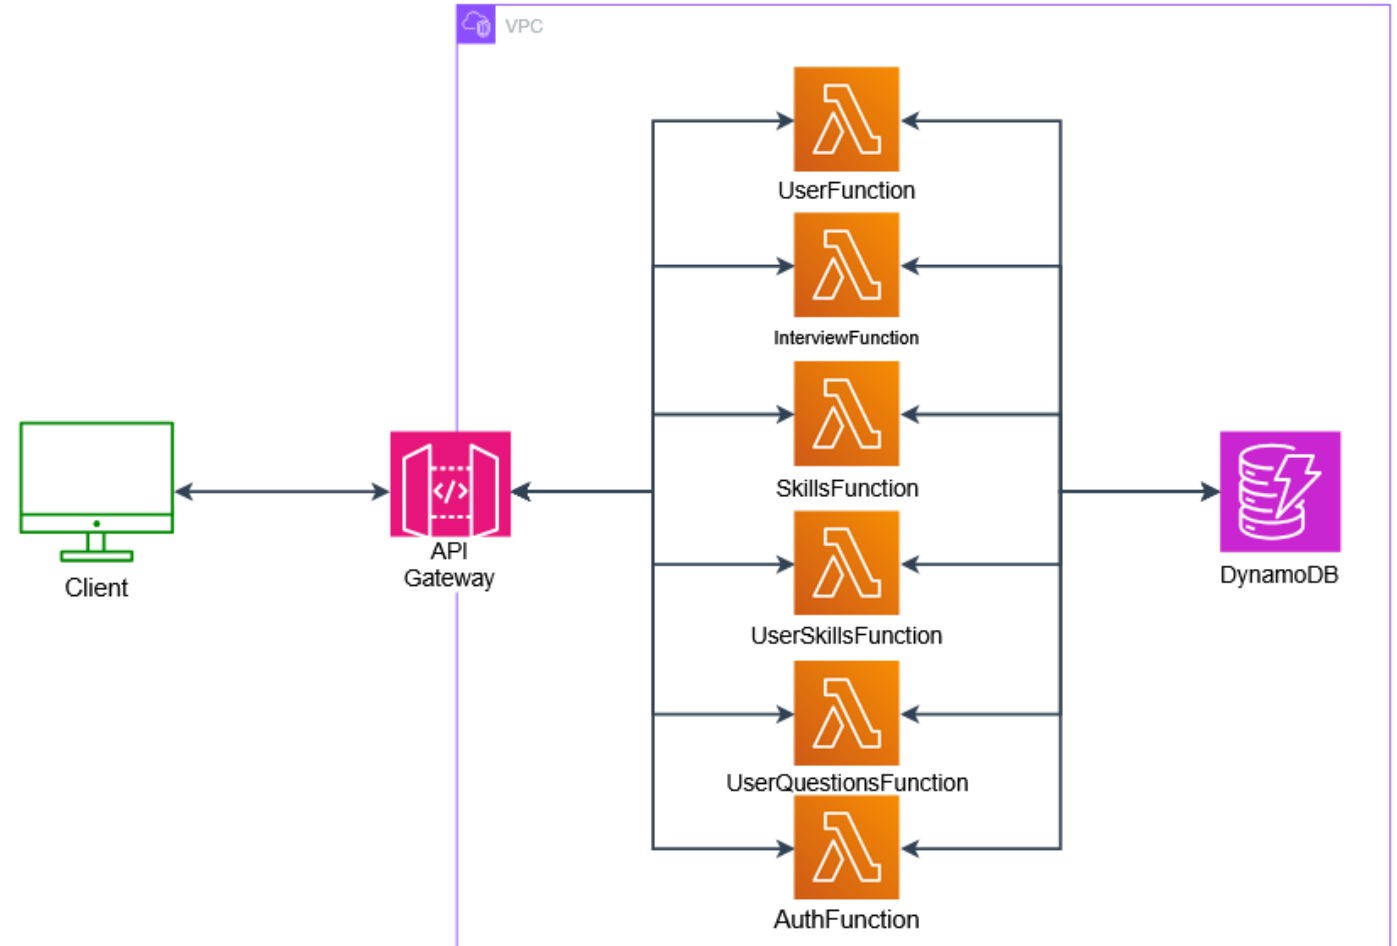 VPC
UserFunction
InterviewFunction
SkillsFunction
UserSkillsFunction
UserQuestionsFunction
AuthFunction
Client
</>
API
Gateway
DynamoDB